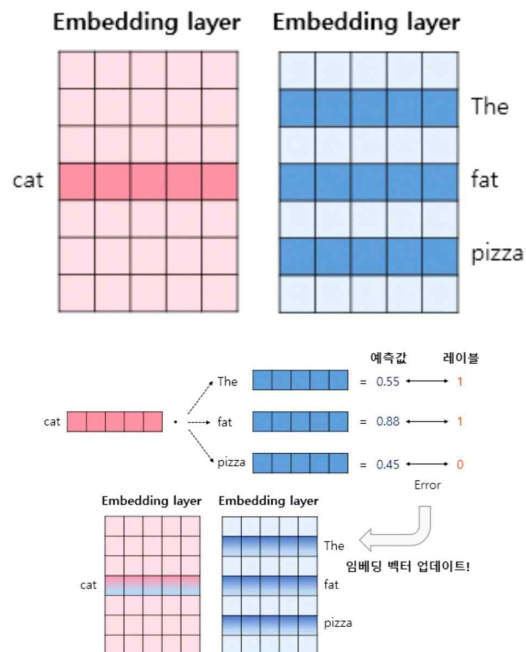 Embedding layer Embedding layer
The
cat fat
pizza
예측값 레이블
The = 0.55 1
cat · fat = 0.88 1
pizza = 0.45 0
Error
Embedding layer Embedding layer
The
임베딩 벡터 업데이트!
cat fat
pizza